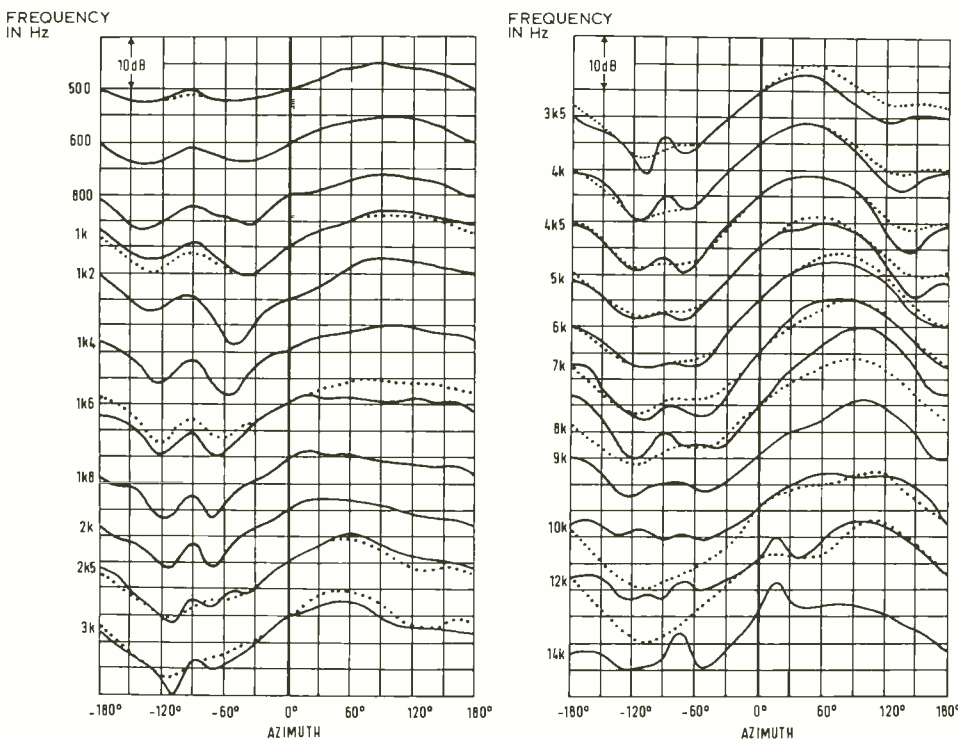 FREQUENCY
IN Hz
10dB
500
600
800
1k
1k2
1k4
1k6
1k8
2k
2k5
3k
-180° -120° -60° 0° 60° 120° 180°
AZIMUTH
FREQUENCY
IN Hz
10dB
3k5
4k
4k5
5k
6k
7k
8k
9k
10k
12k
14k
-180° -120° -60° 0° 60° 120° 180°
AZIMUTH